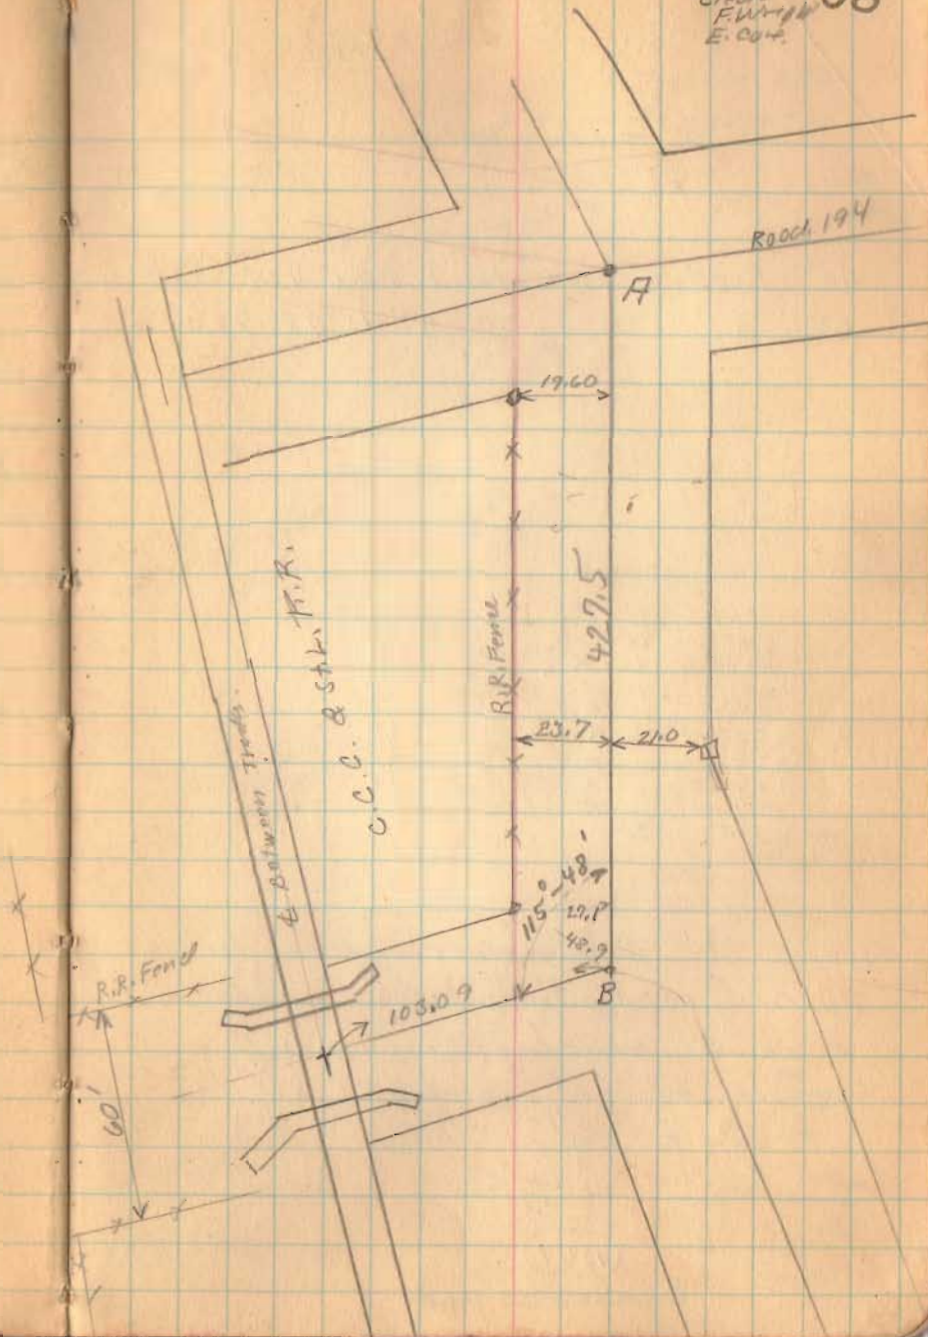 E. Cox.
Road. 194
A
19.60
427.5
R.R. Fence
C.C.C. & St.L. R.R.
℄ Between Tracks.
23.7
21.0
115°-48'
48.9
B
R.R. Fence
103.09
60'